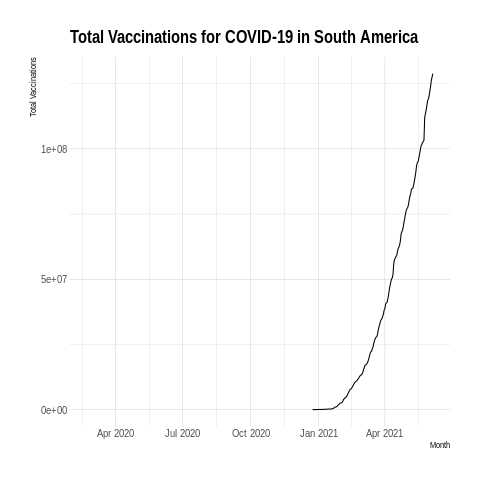 Total Vaccinations for COVID-19 in South America
Total Vaccinations
1e+08
5e+07
0e+00
Apr 2020 Jul 2020 Oct 2020 Jan 2021 Apr 2021
Month